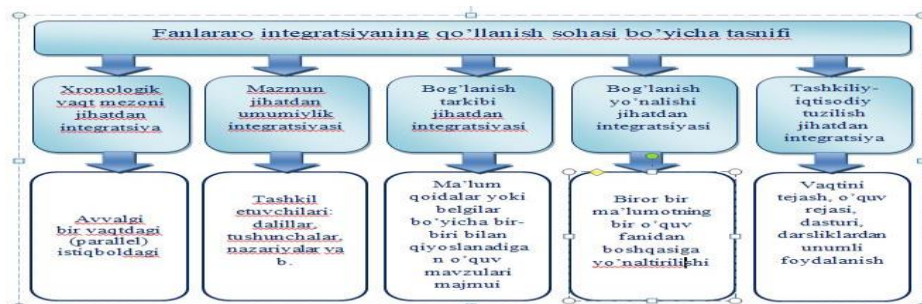 Fanlararo integratsiyaning qo'llanish sohasi bo'yicha tasnifi
Xronologik
vaqt mezoni
jihatdan
integratsiya
Mazmun
jihatdan
umumiylik
integratsiyasi
Bog'lanish
tarkibi
jihatdan
integratsiyasi
Bog'lanish
yo'nalishi
jihatdan
integratsiyasi
Tashkiliy-
iqtisodiy
tuzilish
jihatdan
integratsiya
Avvalgi
bir vaqtdagi
(parallel)
istiqboldagi
Tashkil
etuvchilari:
dalillar,
tushunchalar,
nazariyalar va
b.
Ma'lum
qoidalar yoki
belgilar
bo'yicha bir-
biri bilan
qiyoslanadiga
n o'quv
mavzulari
majmui
Biror bir
ma'lumotning
bir o'quv
fanidan
boshqasiga
yo'naltirilishi
Vaqtini
tejash, o'quv
rejasi,
dasturi,
darsliklardan
unumli
foydalanish